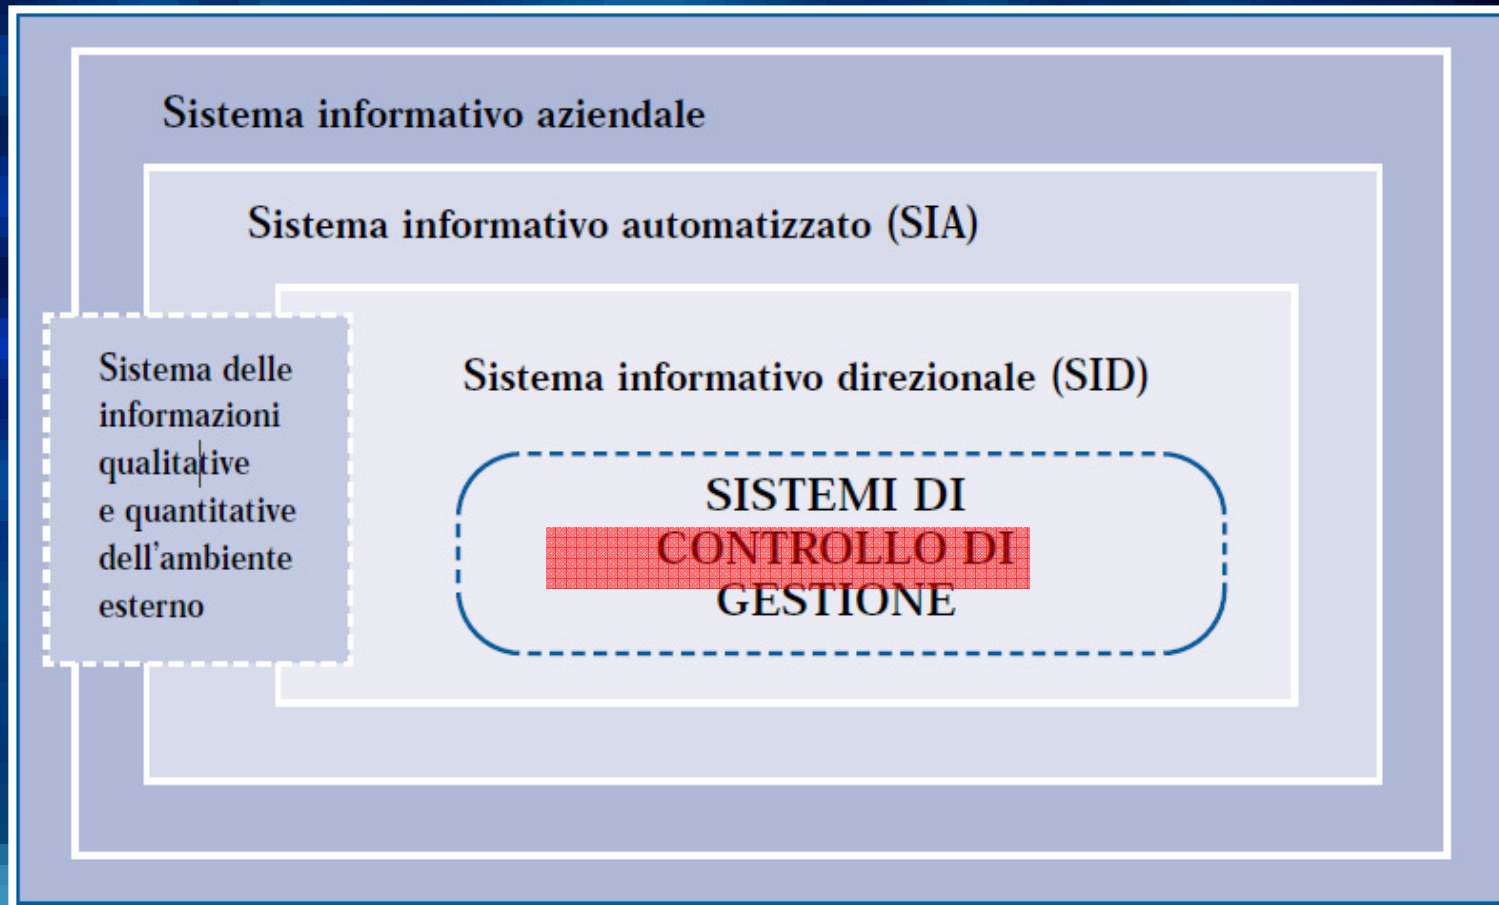 Sistema informativo aziendale
Sistema informativo automatizzato (SIA)
Sistema delle
informazioni
qualitative
e quantitative
dell'ambiente
esterno
Sistema informativo direzionale (SID)
SISTEMI DI
CONTROLLO DI
GESTIONE